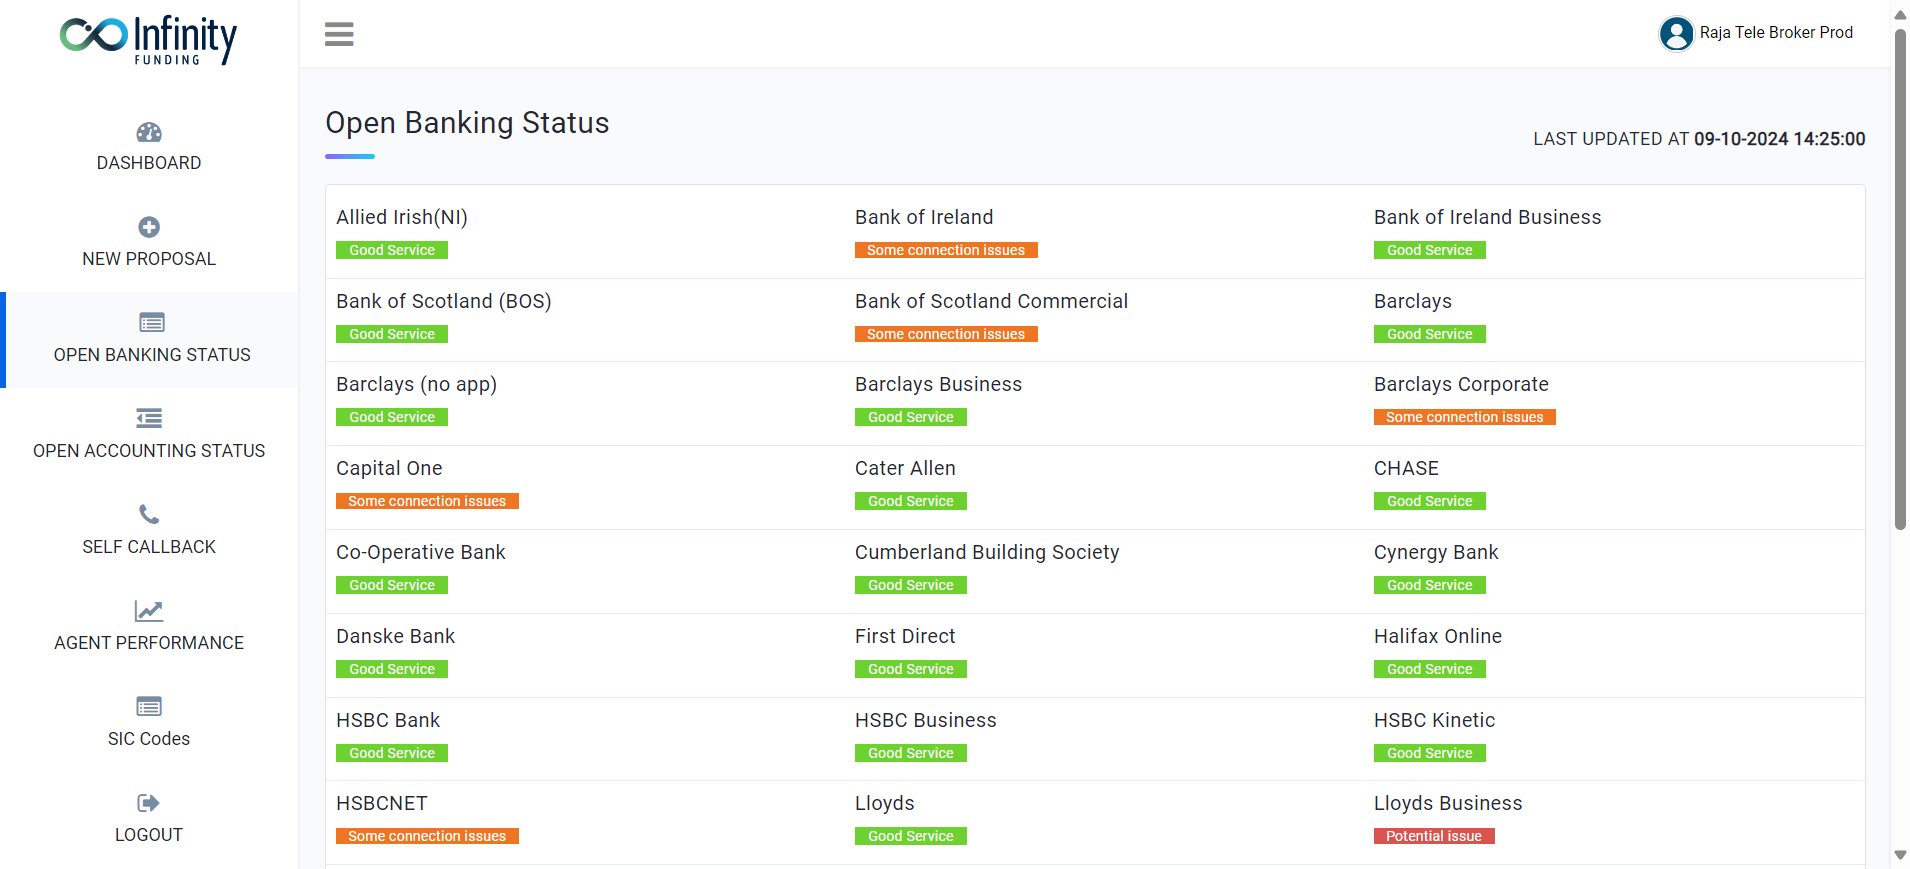 Infinity
FUNDING
Raja Tele Broker Prod
DASHBOARD
NEW PROPOSAL
OPEN BANKING STATUS
OPEN ACCOUNTING STATUS
SELF CALLBACK
AGENT PERFORMANCE
SIC Codes
LOGOUT
Open Banking Status
LAST UPDATED AT 09-10-2024 14:25:00
Allied Irish(NI)
Good Service
Bank of Ireland
Some connection issues
Bank of Ireland Business
Good Service
Bank of Scotland (BOS)
Good Service
Bank of Scotland Commercial
Some connection issues
Barclays
Good Service
Barclays (no app)
Good Service
Barclays Business
Good Service
Barclays Corporate
Some connection issues
Capital One
Some connection issues
Cater Allen
Good Service
CHASE
Good Service
Co-Operative Bank
Good Service
Cumberland Building Society
Good Service
Cynergy Bank
Good Service
Danske Bank
Good Service
First Direct
Good Service
Halifax Online
Good Service
HSBC Bank
Good Service
HSBC Business
Good Service
HSBC Kinetic
Good Service
HSBCNET
Some connection issues
Lloyds
Good Service
Lloyds Business
Potential issue